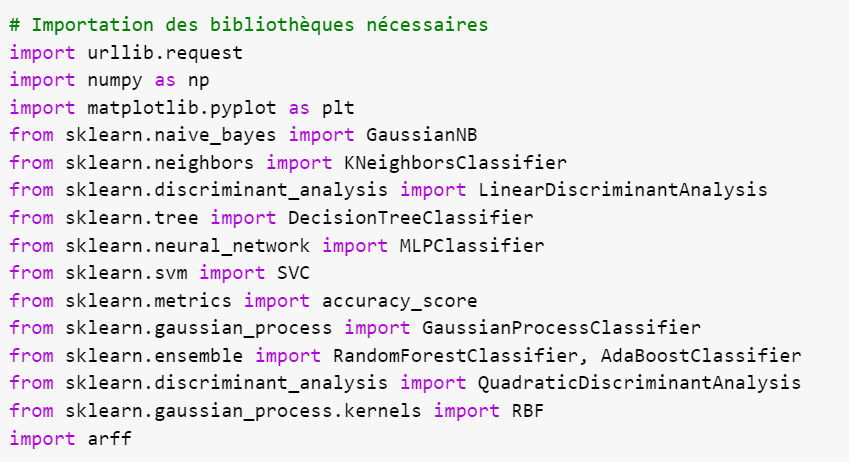 # Importation des bibliothèques nécessaires
import urllib.request
import numpy as np
import matplotlib.pyplot as plt
from sklearn.naive_bayes import GaussianNB
from sklearn.neighbors import KNeighborsClassifier
from sklearn.discriminant_analysis import LinearDiscriminantAnalysis
from sklearn.tree import DecisionTreeClassifier
from sklearn.neural_network import MLPClassifier
from sklearn.svm import SVC
from sklearn.metrics import accuracy_score
from sklearn.gaussian_process import GaussianProcessClassifier
from sklearn.ensemble import RandomForestClassifier, AdaBoostClassifier
from sklearn.discriminant_analysis import QuadraticDiscriminantAnalysis
from sklearn.gaussian_process.kernels import RBF
import arff